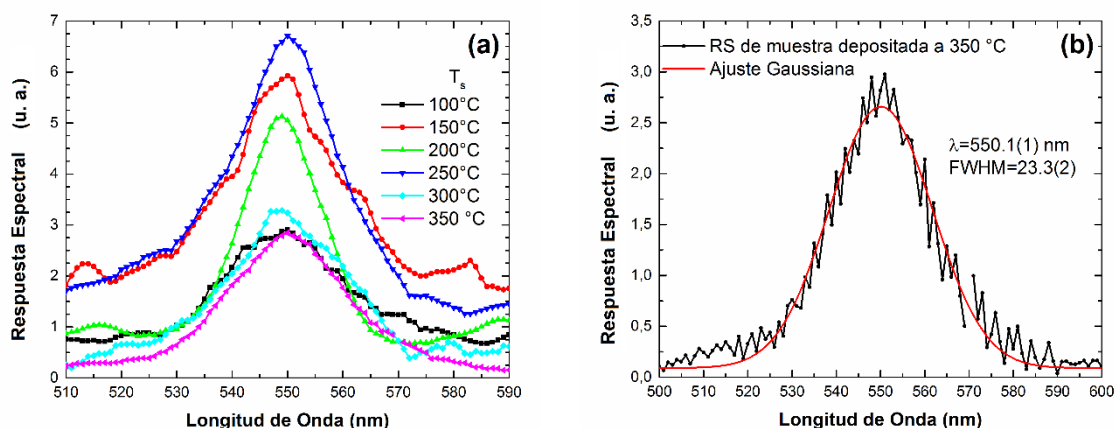 (a)
7
6
5
4
3
2
1
0
Respuesta Espectral (u. a.)
T_s
100°C
150°C
200°C
250°C
300°C
350 °C
510 520 530 540 550 560 570 580 590
Longitud de Onda (nm)
(b)
3,5
3,0
2,5
2,0
1,5
1,0
0,5
0,0
Respuesta Espectral (u. a.)
RS de muestra depositada a 350 °C
Ajuste Gaussiana
λ=550.1(1) nm
FWHM=23.3(2)
500 510 520 530 540 550 560 570 580 590 600
Longitud de Onda (nm)